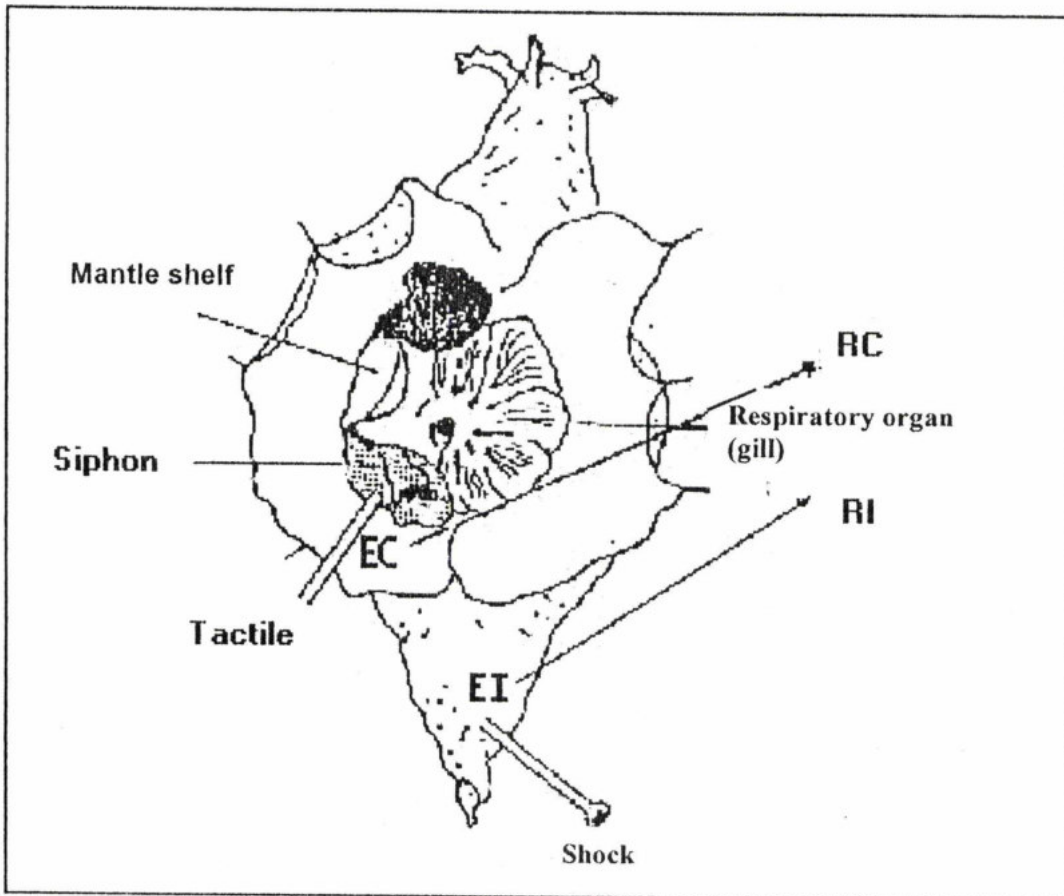 Mantle shelf
RC
Respiratory organ
(gill)
Siphon
RI
EC
Tactile
EI
Shock